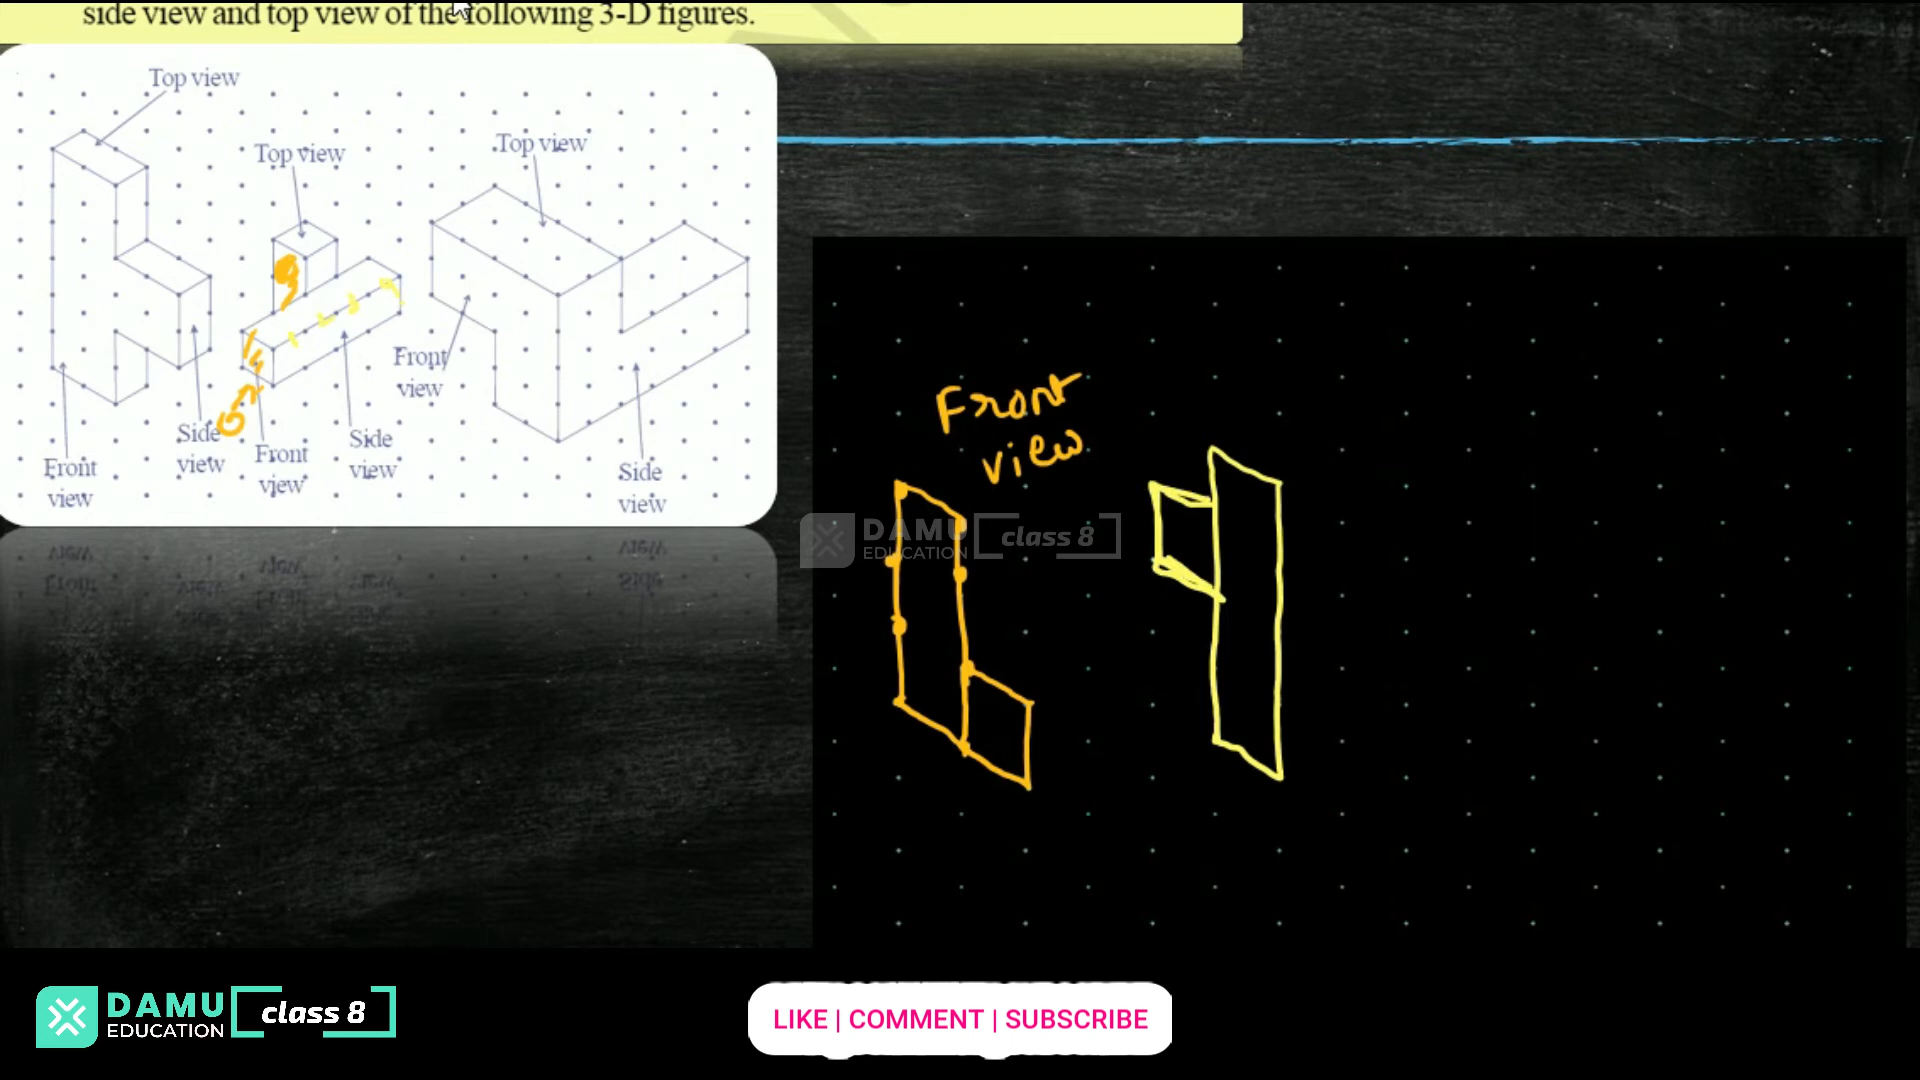 side view and top view of the following 3-D figures.
Top view
Top view
Top view
Front
view
Side
view
Front
view
Side
view
Front
view
Side
view
Front
view
DAMU
EDUCATION
class 8
DAMU
EDUCATION
class 8
LIKE | COMMENT | SUBSCRIBE